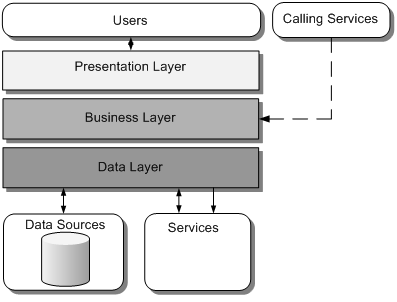 Users
Calling Services
Presentation Layer
Business Layer
Data Layer
Data Sources
Services